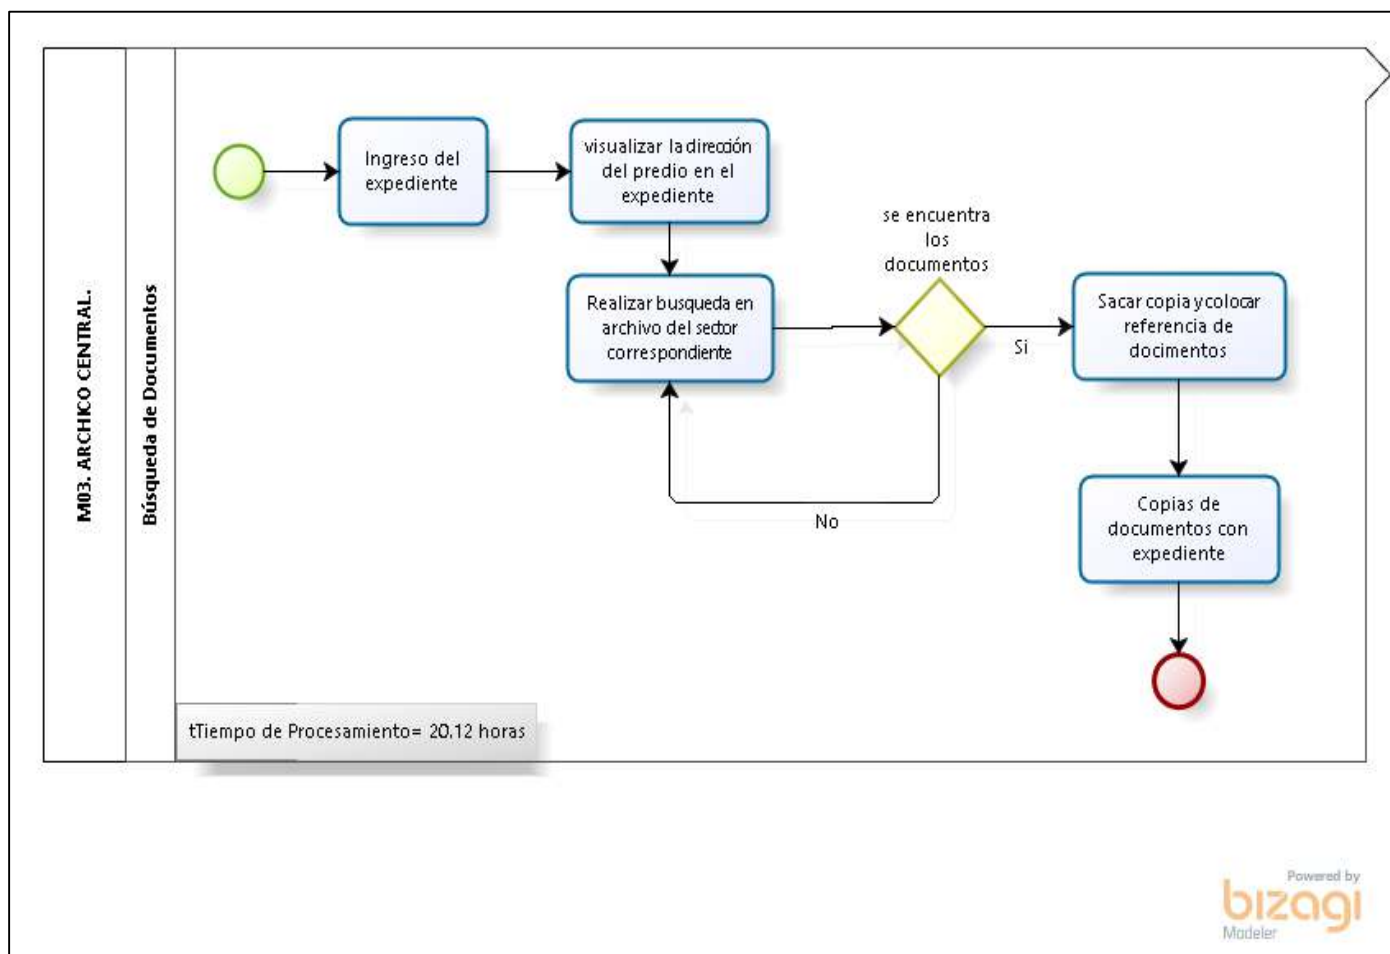 M03. ARCHICO CENTRAL.
Búsqueda de Documentos
Ingreso del
expediente
visualizar la dirección
del predio en el
expediente
Realizar busqueda en
archivo del sector
correspondiente
se encuentra
los
documentos
Si
No
Sacar copia y colocar
referencia de
docimentos
Copias de
documentos con
expediente
tTiempo de Procesamiento= 20,12 horas
Powered by
bizagi
Modeler